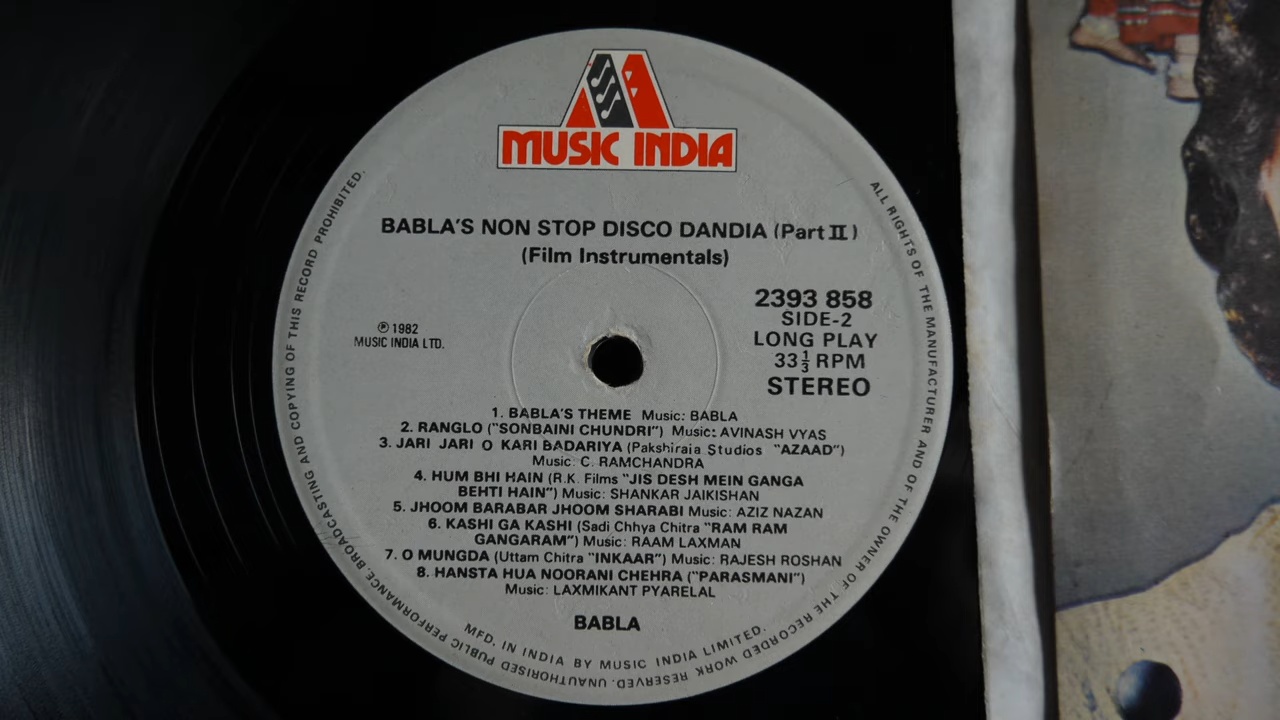 MUSIC INDIA
BABLA'S NON STOP DISCO DANDIA (Part II)
(Film Instrumentals)
2393 858
SIDE-2
LONG PLAY
33⅓ RPM
STEREO
℗ 1982
MUSIC INDIA LTD.
1. BABLA'S THEME Music: BABLA
2. RANGLO ("SONBAINI CHUNDRI") Music: AVINASH VYAS
3. JARI JARI O KARI BADARIYA (Pakshiraja Studios "AZAAD")
Music: C. RAMCHANDRA
4. HUM BHI HAIN (R.K. Films "JIS DESH MEIN GANGA
BEHTI HAIN") Music: SHANKAR JAIKISHAN
5. JHOOM BARABAR JHOOM SHARABI Music: AZIZ NAZAN
6. KASHI GA KASHI (Sadi Chhya Chitra "RAM RAM
GANGARAM") Music: RAAM LAXMAN
7. O MUNGDA (Uttam Chitra "INKAAR") Music: RAJESH ROSHAN
8. HANSTA HUA NOORANI CHEHRA ("PARASMANI")
Music: LAXMIKANT PYARELAL
BABLA
MFD. IN INDIA BY MUSIC INDIA LIMITED.
ALL RIGHTS OF THE MANUFACTURER AND OF THE OWNER OF THE RECORDED WORK RESERVED. UNAUTHORISED PUBLIC PERFORMANCE. BROADCASTING AND COPYING OF THIS RECORD PROHIBITED.